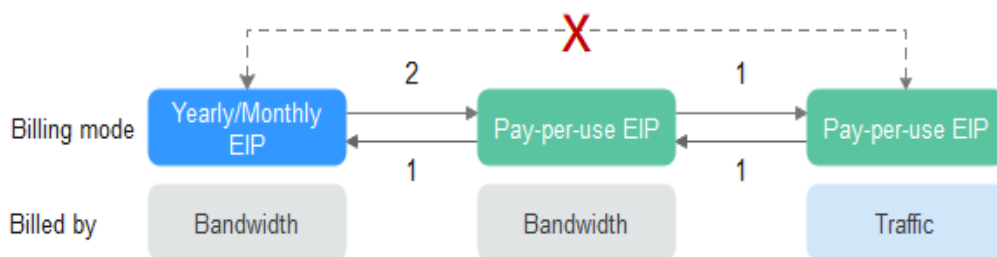 X
2
1
Billing mode
Yearly/Monthly
EIP
Pay-per-use EIP
Pay-per-use EIP
1
1
Billed by
Bandwidth
Bandwidth
Traffic